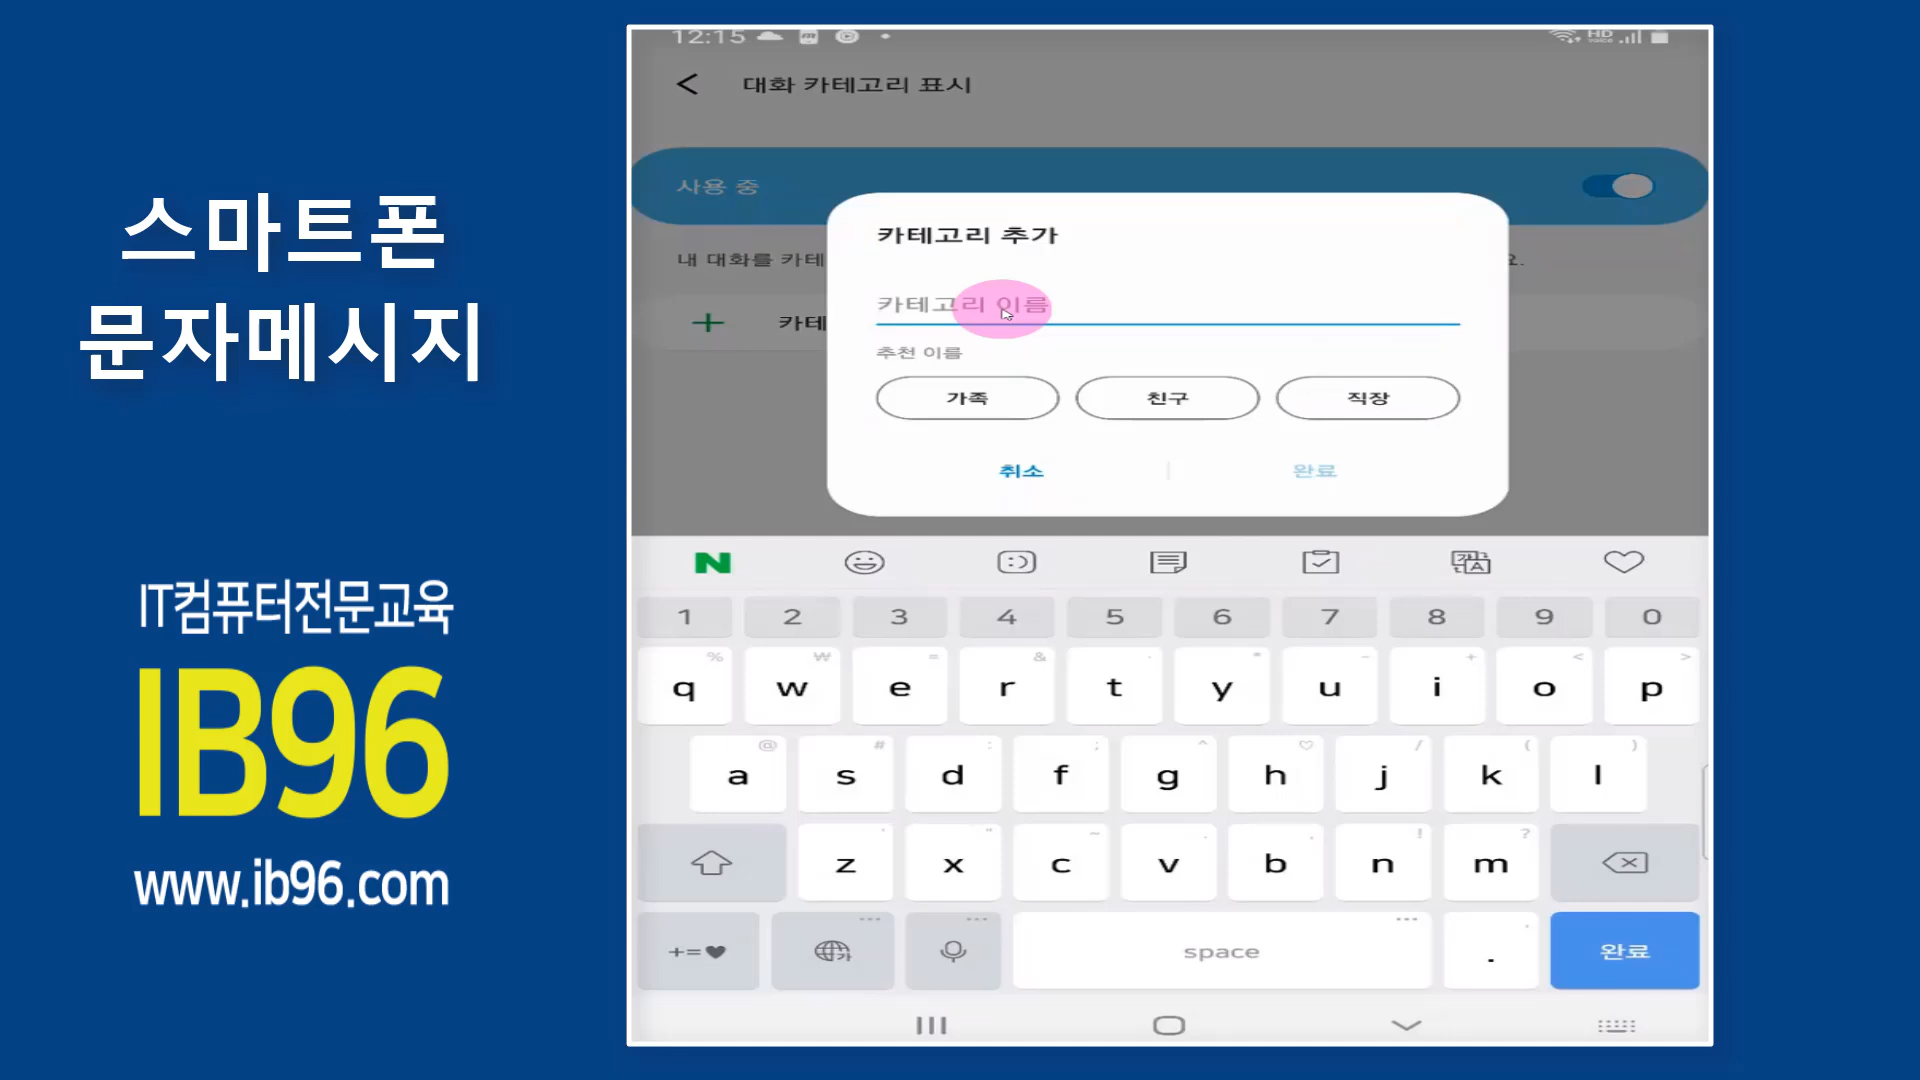 스마트폰
문자메시지
IT컴퓨터전문교육
IB96
www.ib96.com
12:15
HD
대화 카테고리 표시
사용 중
내 대화를 카테
요.
카테
카테고리 추가
카테고리 이름
추천 이름
가족 친구 직장
취소 완료
N
1 2 3 4 5 6 7 8 9 0
% ₩ = & · * - + < >
q w e r t y u i o p
@ # : ; ^ ♡ / ( )
a s d f g h j k l
' " ~ . , ! ?
z x c v b n m
+=♥ 가 space . 완료